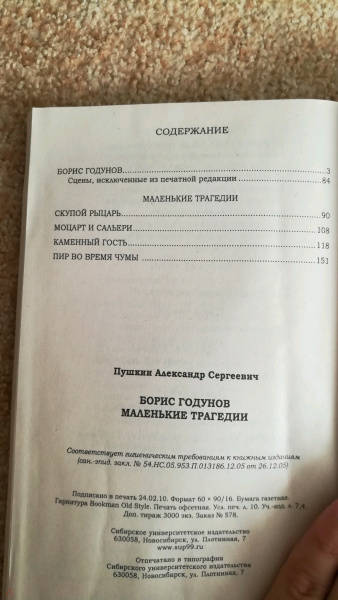 СОДЕРЖАНИЕ
БОРИС ГОДУНОВ........................................3
Сцены, исключенные из печатной редакции ....................84
МАЛЕНЬКИЕ ТРАГЕДИИ
СКУПОЙ РЫЦАРЬ........................................90
МОЦАРТ И САЛЬЕРИ........................................108
КАМЕННЫЙ ГОСТЬ........................................118
ПИР ВО ВРЕМЯ ЧУМЫ ........................................151
Пушкин Александр Сергеевич
БОРИС ГОДУНОВ
МАЛЕНЬКИЕ ТРАГЕДИИ
Соответствует гигиеническим требованиям к книжным изданиям
(сан.-эпид. закл. № 54.НС.05.953.П.013186.12.05 от 26.12.05)
Подписано в печать 24.02.10. Формат 60 × 90/16. Бумага газетная.
Гарнитура Bookman Old Style. Печать офсетная. Усл. печ. л. 10. Уч.-изд. л. 7,4.
Доп. тираж 3000 экз. Заказ № 578.
Сибирское университетское издательство
630058, Новосибирск, ул. Плотинная, 7
www.sup99.ru
Отпечатано в типографии
Сибирского университетского издательства
630058, Новосибирск, ул. Плотинная, 7